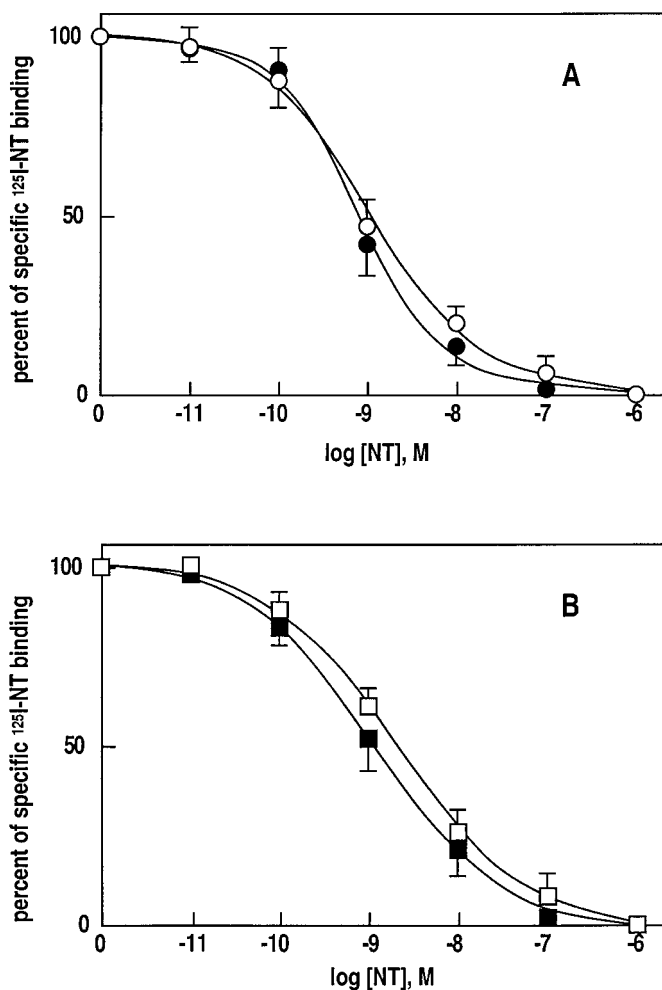 A
percent of specific ¹²⁵I-NT binding
100
50
0
0 -11 -10 -9 -8 -7 -6
log [NT], M
B
percent of specific ¹²⁵I-NT binding
100
50
0
0 -11 -10 -9 -8 -7 -6
log [NT], M